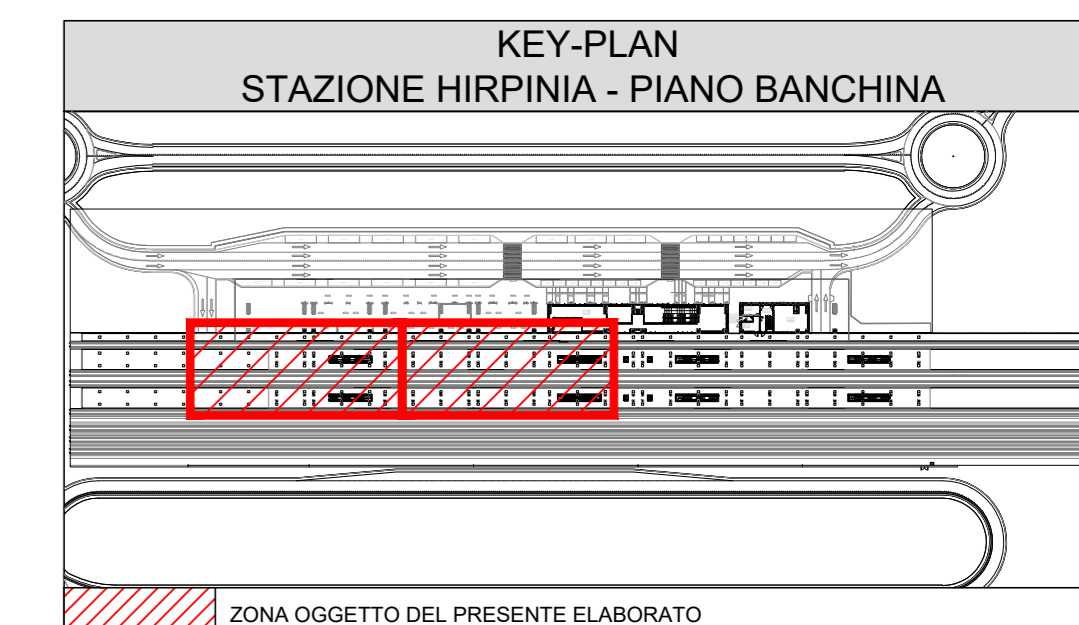 KEY-PLAN
STAZIONE HIRPINIA - PIANO BANCHINA
ZONA OGGETTO DEL PRESENTE ELABORATO